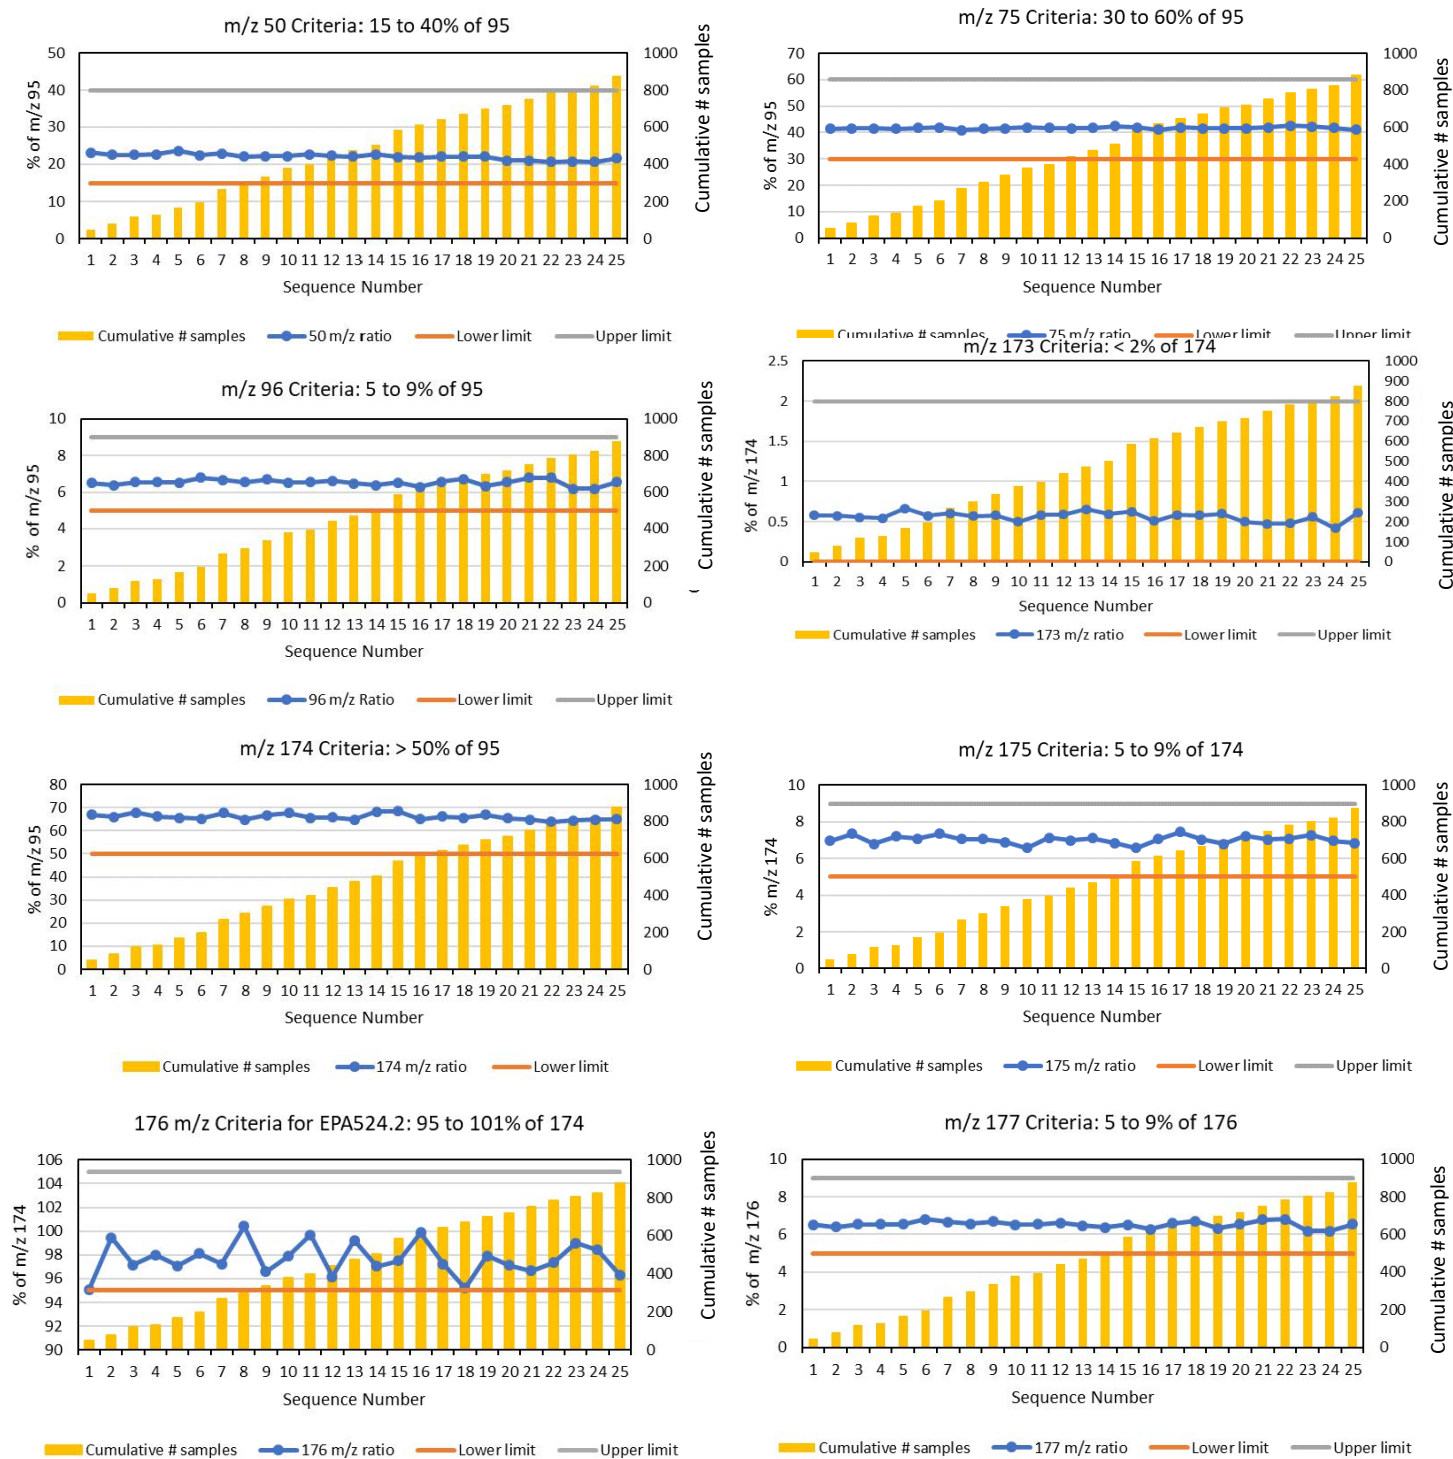 m/z 50 Criteria: 15 to 40% of 95
50 40 30 20 10 0
% of m/z 95
1000 800 600 400 200 0
Cumulative # samples
1 2 3 4 5 6 7 8 9 10 11 12 13 14 15 16 17 18 19 20 21 22 23 24 25
Sequence Number
Cumulative # samples 50 m/z ratio Lower limit Upper limit
m/z 75 Criteria: 30 to 60% of 95
70 60 50 40 30 20 10 0
% of m/z 95
1000 800 600 400 200 0
Cumulative # samples
1 2 3 4 5 6 7 8 9 10 11 12 13 14 15 16 17 18 19 20 21 22 23 24 25
Sequence Number
Cumulative # samples 75 m/z ratio Lower limit Upper limit
m/z 96 Criteria: 5 to 9% of 95
10 8 6 4 2 0
% of m/z 95
1000 800 600 400 200 0
Cumulative # samples
1 2 3 4 5 6 7 8 9 10 11 12 13 14 15 16 17 18 19 20 21 22 23 24 25
Sequence Number
Cumulative # samples 96 m/z Ratio Lower limit Upper limit
m/z 173 Criteria: < 2% of 174
2.5 2 1.5 1 0.5 0
% of m/z 174
1000 900 800 700 600 500 400 300 200 100 0
Cumulative # samples
1 2 3 4 5 6 7 8 9 10 11 12 13 14 15 16 17 18 19 20 21 22 23 24 25
Sequence Number
Cumulative # samples 173 m/z ratio Lower limit Upper limit
m/z 174 Criteria: > 50% of 95
80 70 60 50 40 30 20 10 0
% of m/z 95
1000 800 600 400 200 0
Cumulative # samples
1 2 3 4 5 6 7 8 9 10 11 12 13 14 15 16 17 18 19 20 21 22 23 24 25
Sequence Number
Cumulative # samples 174 m/z ratio Lower limit
m/z 175 Criteria: 5 to 9% of 174
10 8 6 4 2 0
% m/z 174
1000 800 600 400 200 0
Cumulative # samples
1 2 3 4 5 6 7 8 9 10 11 12 13 14 15 16 17 18 19 20 21 22 23 24 25
Sequence Number
Cumulative # samples 175 m/z ratio Lower limit Upper limit
176 m/z Criteria for EPA524.2: 95 to 101% of 174
106 104 102 100 98 96 94 92 90
% of m/z 174
1000 800 600 400 200 0
Cumulative # samples
1 2 3 4 5 6 7 8 9 10 11 12 13 14 15 16 17 18 19 20 21 22 23 24 25
Sequence Number
Cumulative # samples 176 m/z ratio Lower limit Upper limit
m/z 177 Criteria: 5 to 9% of 176
10 8 6 4 2 0
% of m/z 176
1000 800 600 400 200 0
Cumulative # samples
1 2 3 4 5 6 7 8 9 10 11 12 13 14 15 16 17 18 19 20 21 22 23 24 25
Sequence Number
Cumulative # samples 177 m/z ratio Lower limit Upper limit